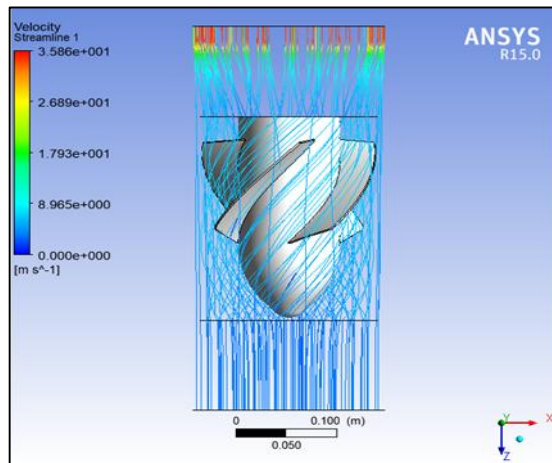 Velocity
Streamline 1
3.586e+001
2.689e+001
1.793e+001
8.965e+000
0.000e+000
[m s^-1]
ANSYS
R15.0
0 0.100 (m)
0.050
Y X
Z